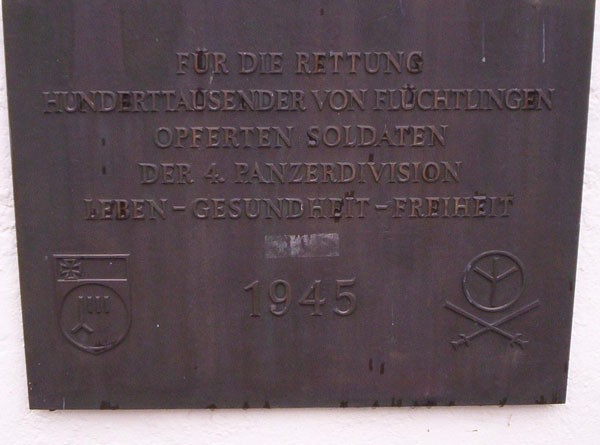 FÜR DIE RETTUNG
HUNDERTTAUSENDER VON FLÜCHTLINGEN
OPFERTEN SOLDATEN
DER 4. PANZERDIVISION
LEBEN – GESUNDHEIT – FREIHEIT
1945